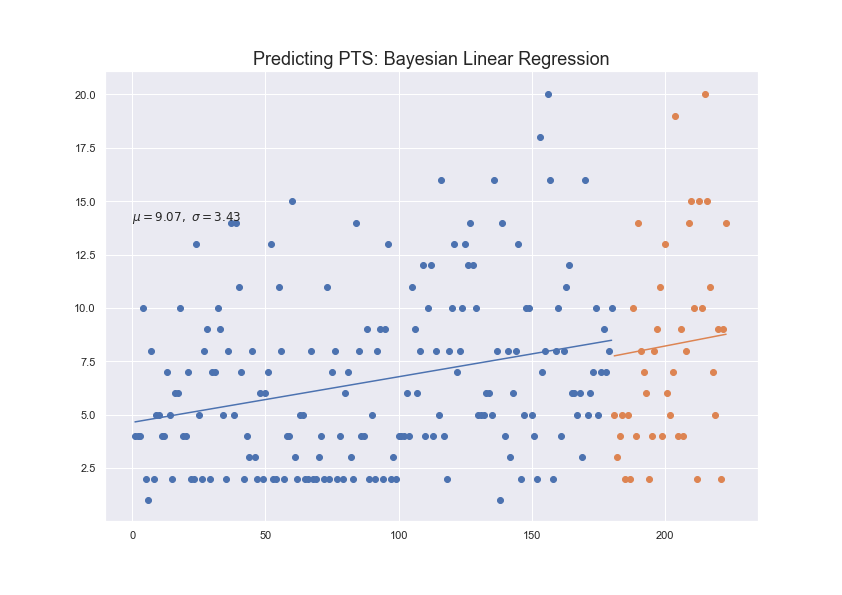 Predicting PTS: Bayesian Linear Regression
20.0
17.5
15.0
μ = 9.07, σ = 3.43
12.5
10.0
7.5
5.0
2.5
0 50 100 150 200